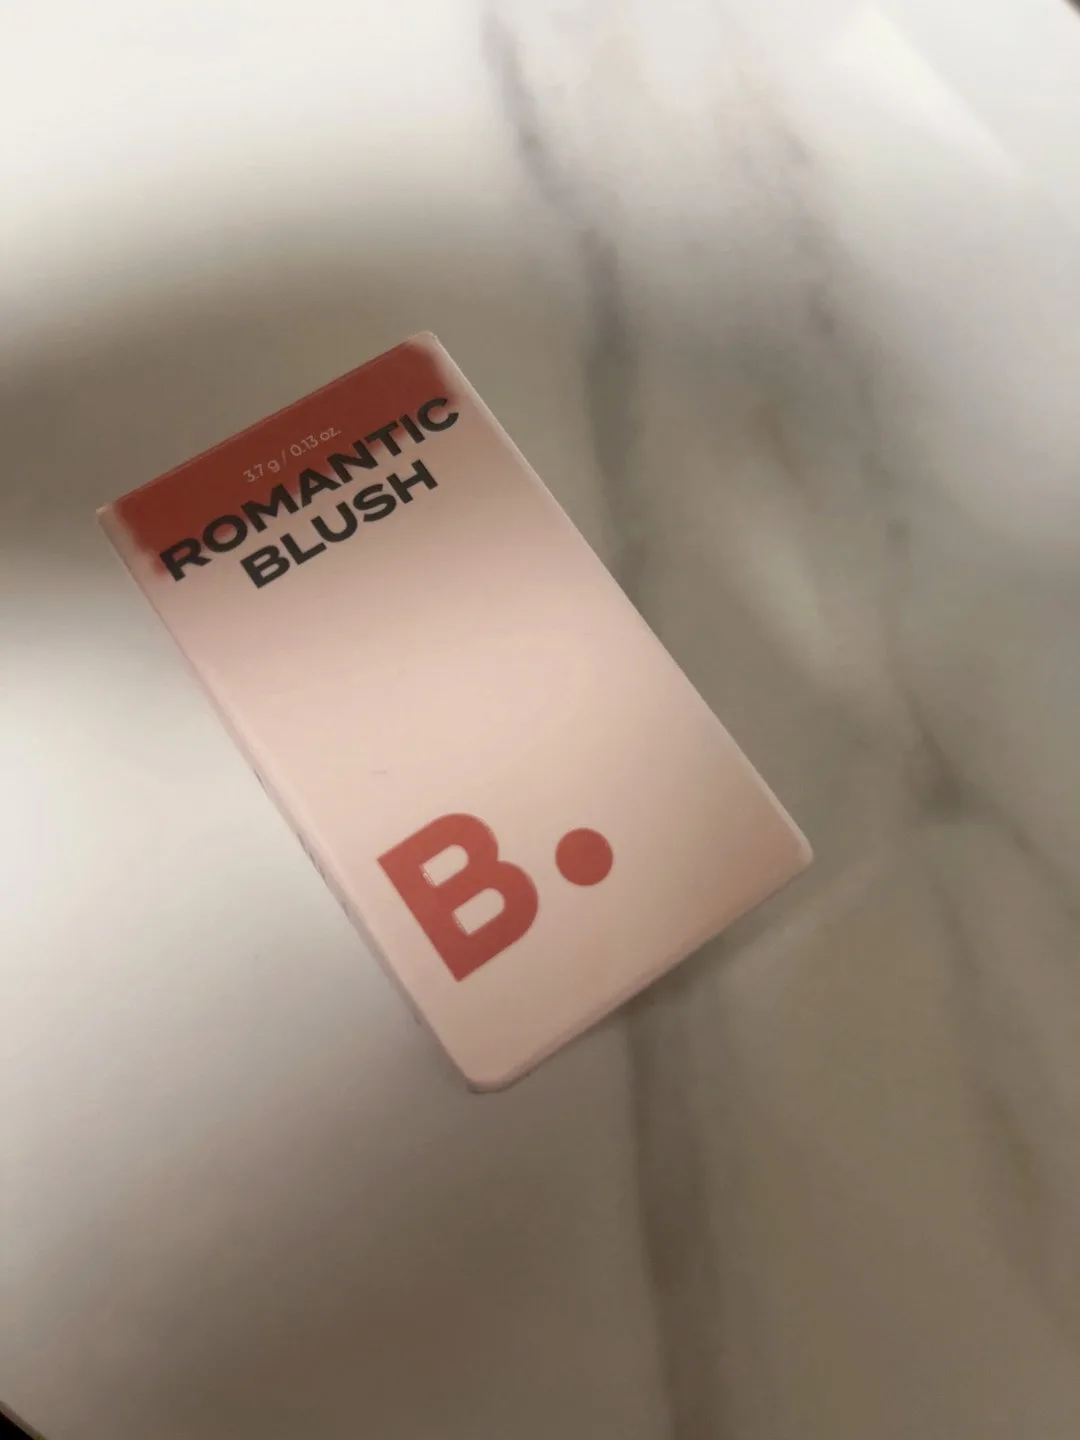 3.7 g / 0.13 oz.
ROMANTIC
BLUSH
B.